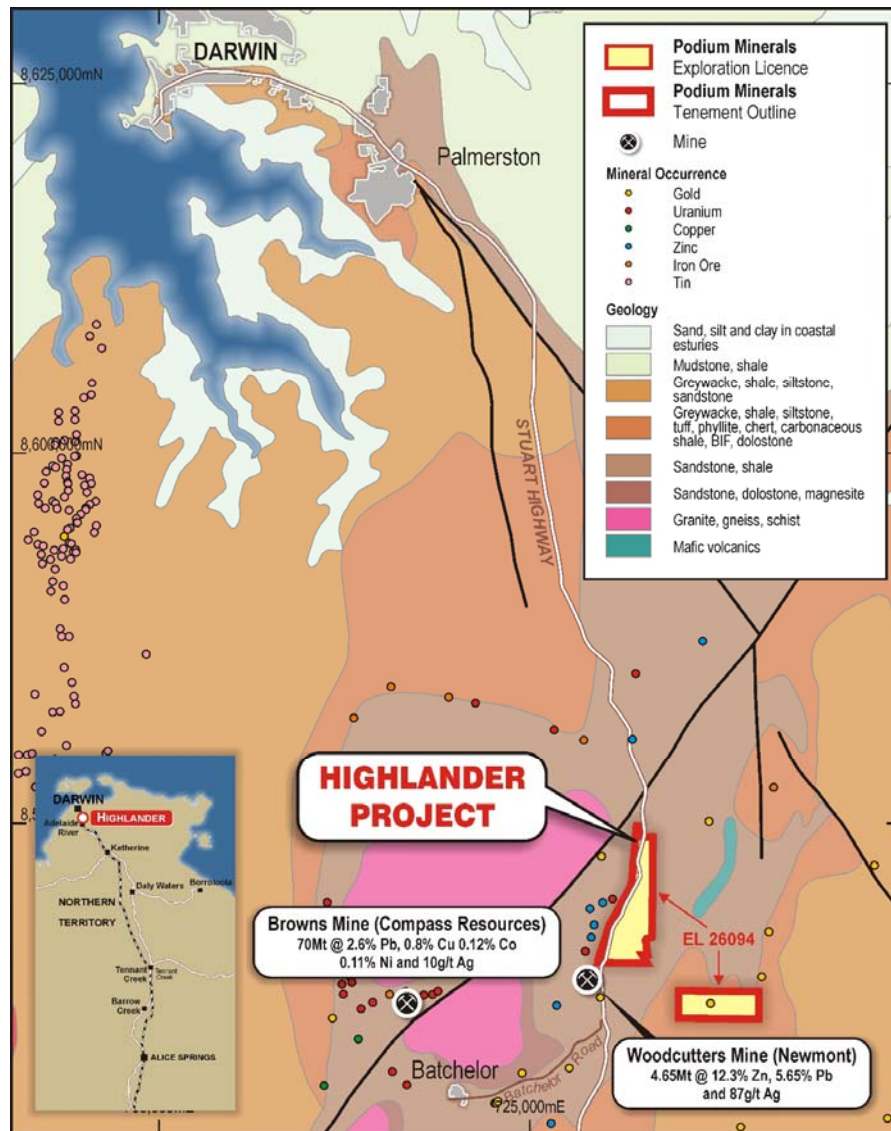 DARWIN
8,625,000mN
Palmerston
8,600,000mN
STUART HIGHWAY
Podium Minerals
Exploration Licence
Podium Minerals
Tenement Outline
Mine
Mineral Occurrence
Gold
Uranium
Copper
Zinc
Iron Ore
Tin
Geology
Sand, silt and clay in coastal
esturies
Mudstone, shale
Greywacke, shale, siltstone,
sandstone
Greywacke, shale, siltstone,
tuff, phyllite, chert, carbonaceous
shale, BIF, dolostone
Sandstone, shale
Sandstone, dolostone, magnesite
Granite, gneiss, schist
Mafic volcanics
HIGHLANDER
PROJECT
DARWIN
HIGHLANDER
Adelaide
River
Katherine
Daly Waters
Borroloola
NORTHERN
TERRITORY
Tennant
Creek
Tennant
Creek
Barrow
Creek
ALICE SPRINGS
Browns Mine (Compass Resources)
70Mt @ 2.6% Pb, 0.8% Cu 0.12% Co
0.11% Ni and 10g/t Ag
EL 26094
Woodcutters Mine (Newmont)
4.65Mt @ 12.3% Zn, 5.65% Pb
and 87g/t Ag
Batchelor
Batchelor Road
725,000mE